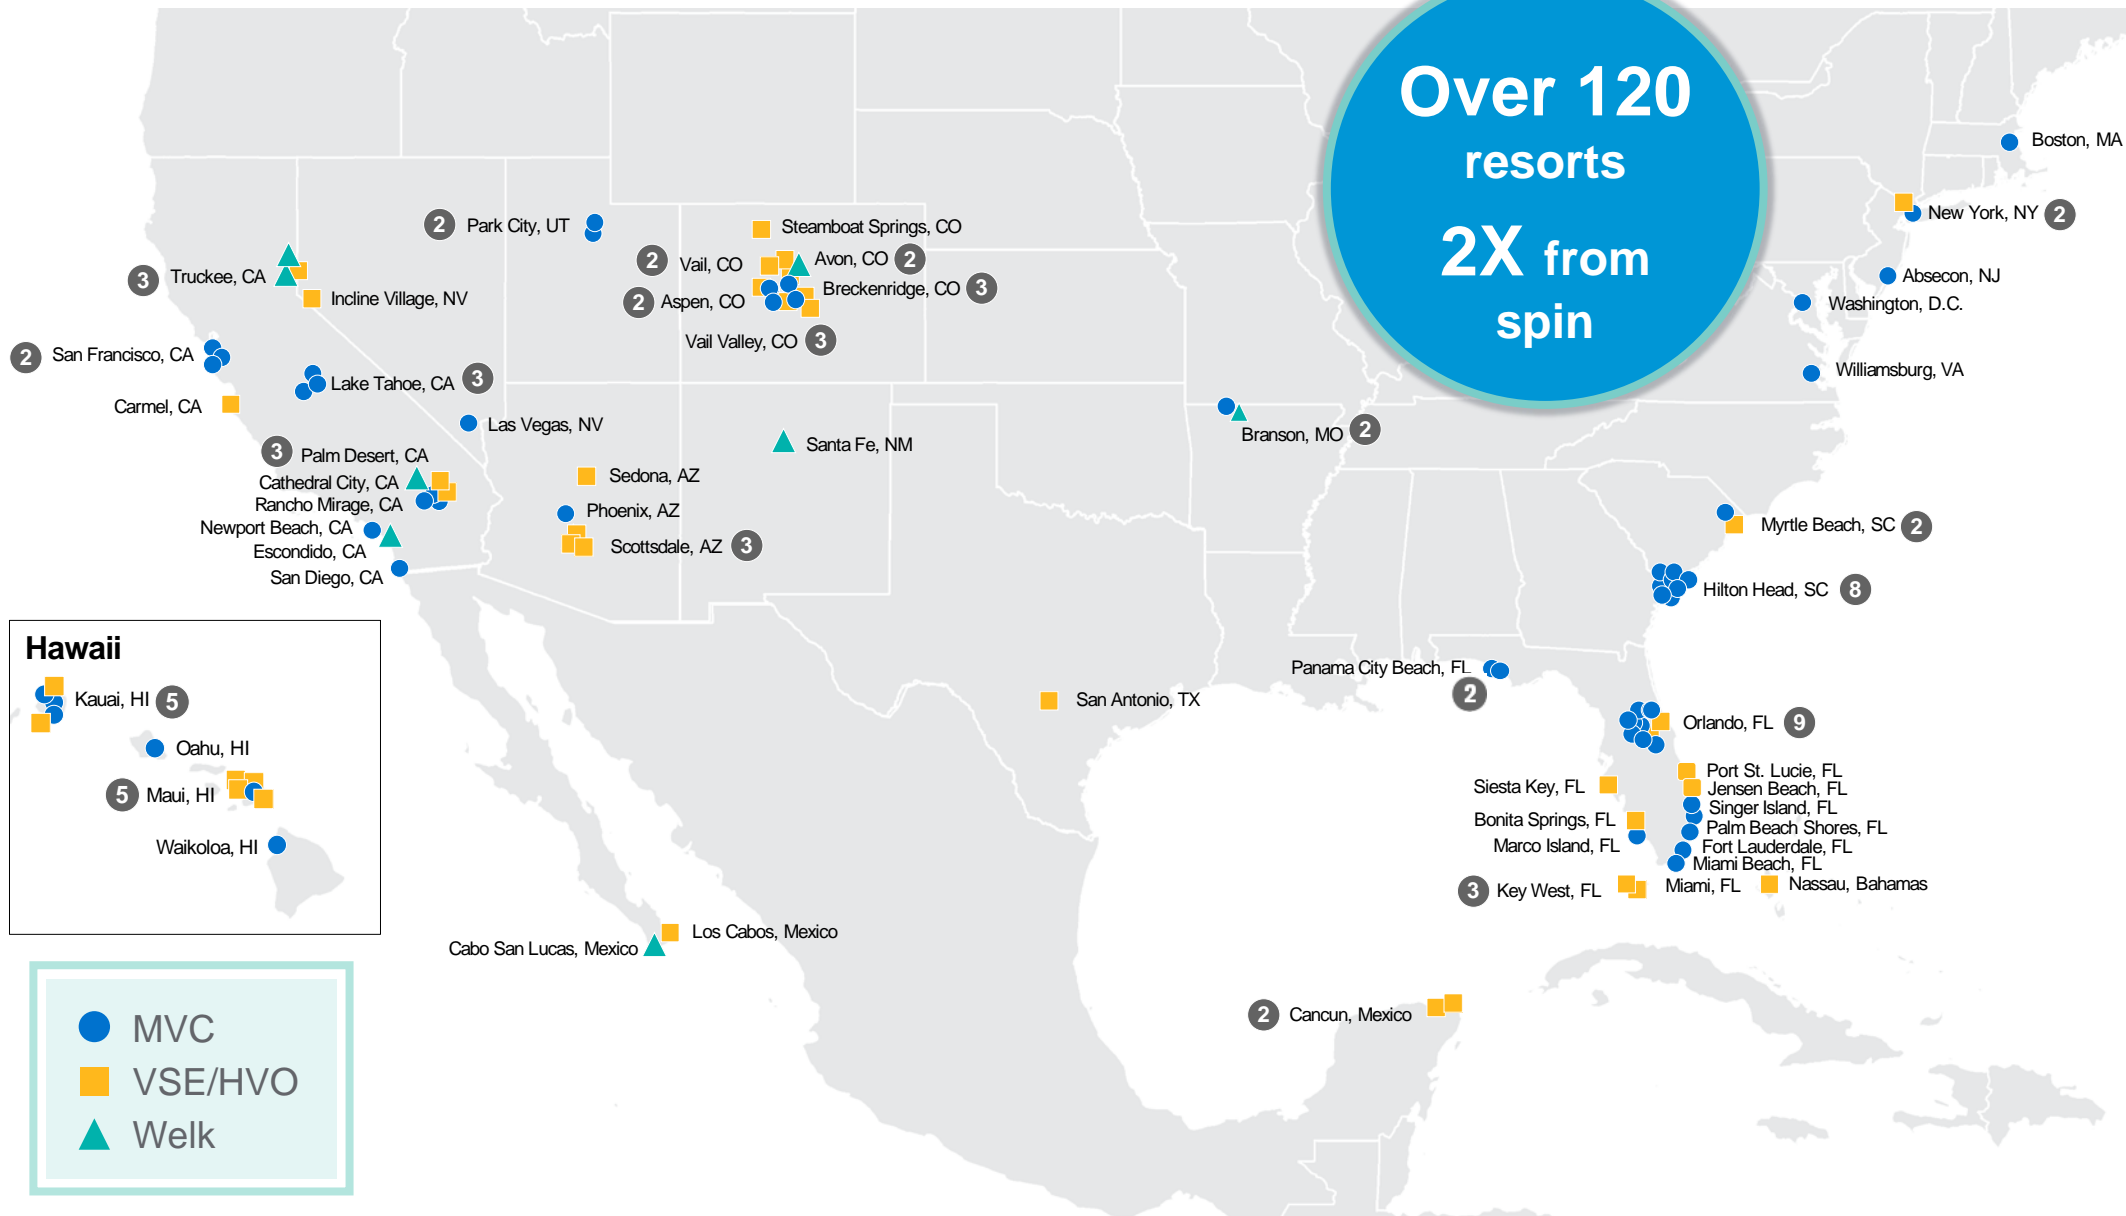 Over 120
resorts
2X from
spin
Boston, MA
New York, NY 2
Absecon, NJ
Washington, D.C.
Williamsburg, VA
2 Park City, UT
Steamboat Springs, CO
2 Vail, CO
Avon, CO 2
2 Aspen, CO
Breckenridge, CO 3
Vail Valley, CO 3
3 Truckee, CA
Incline Village, NV
2 San Francisco, CA
Lake Tahoe, CA 3
Carmel, CA
Las Vegas, NV
Santa Fe, NM
Branson, MO 2
3 Palm Desert, CA
Cathedral City, CA
Rancho Mirage, CA
Newport Beach, CA
Escondido, CA
San Diego, CA
Sedona, AZ
Phoenix, AZ
Scottsdale, AZ 3
Myrtle Beach, SC 2
Hilton Head, SC 8
Hawaii
Kauai, HI 5
Oahu, HI
5 Maui, HI
Waikoloa, HI
San Antonio, TX
Panama City Beach, FL
2
Orlando, FL 9
Port St. Lucie, FL
Siesta Key, FL
Jensen Beach, FL
Singer Island, FL
Bonita Springs, FL
Palm Beach Shores, FL
Marco Island, FL
Fort Lauderdale, FL
Miami Beach, FL
3 Key West, FL
Miami, FL
Nassau, Bahamas
Los Cabos, Mexico
Cabo San Lucas, Mexico
2 Cancun, Mexico
MVC
VSE/HVO
Welk